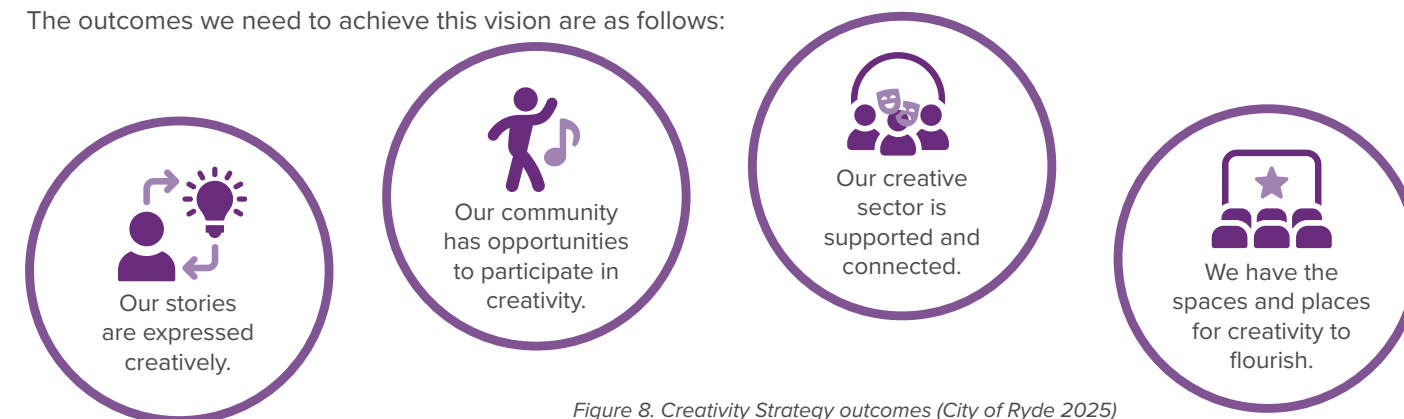 The outcomes we need to achieve this vision are as follows:
Our stories
are expressed
creatively.
Our community
has opportunities
to participate in
creativity.
Our creative
sector is
supported and
connected.
We have the
spaces and places
for creativity to
flourish.
Figure 8. Creativity Strategy outcomes (City of Ryde 2025)